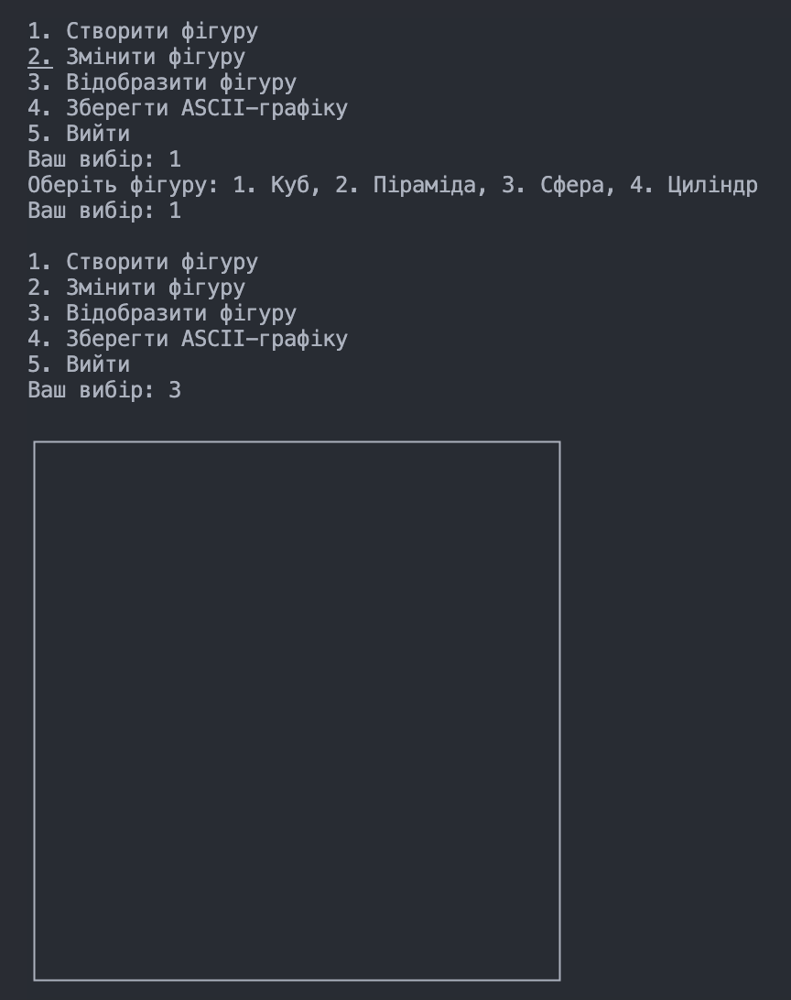 1. Створити фігуру
2. Змінити фігуру
3. Відобразити фігуру
4. Зберегти ASCII-графіку
5. Вийти
Ваш вибір: 1
Оберіть фігуру: 1. Куб, 2. Піраміда, 3. Сфера, 4. Циліндр
Ваш вибір: 1
1. Створити фігуру
2. Змінити фігуру
3. Відобразити фігуру
4. Зберегти ASCII-графіку
5. Вийти
Ваш вибір: 3